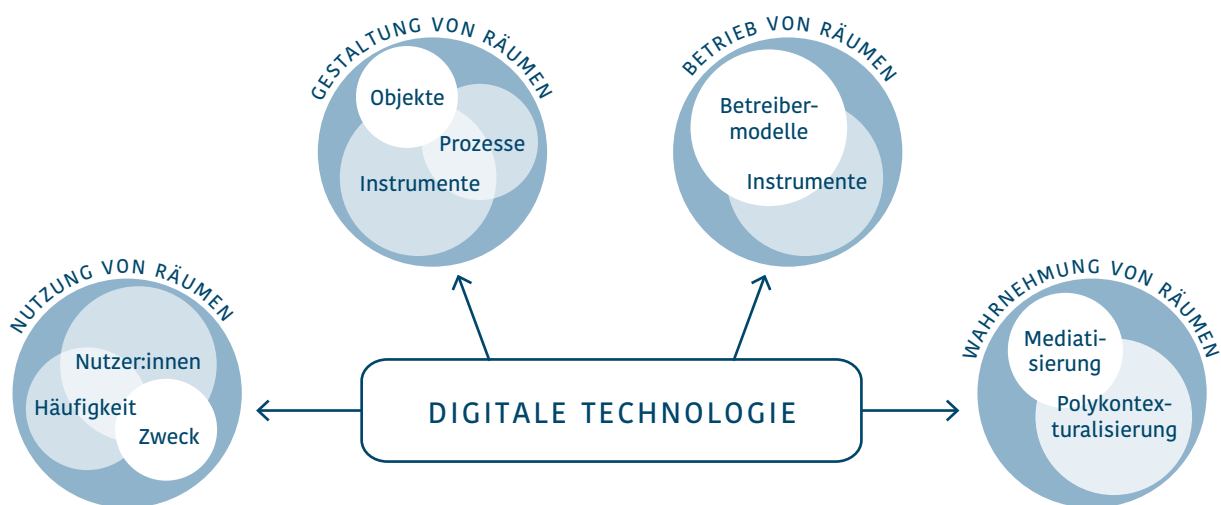 GESTALTUNG VON RÄUMEN
Objekte
Prozesse
Instrumente
BETRIEB VON RÄUMEN
Betreiber-
modelle
Instrumente
NUTZUNG VON RÄUMEN
Nutzer:innen
Häufigkeit
Zweck
DIGITALE TECHNOLOGIE
WAHRNEHMUNG VON RÄUMEN
Mediati-
sierung
Polykontex-
turalisierung